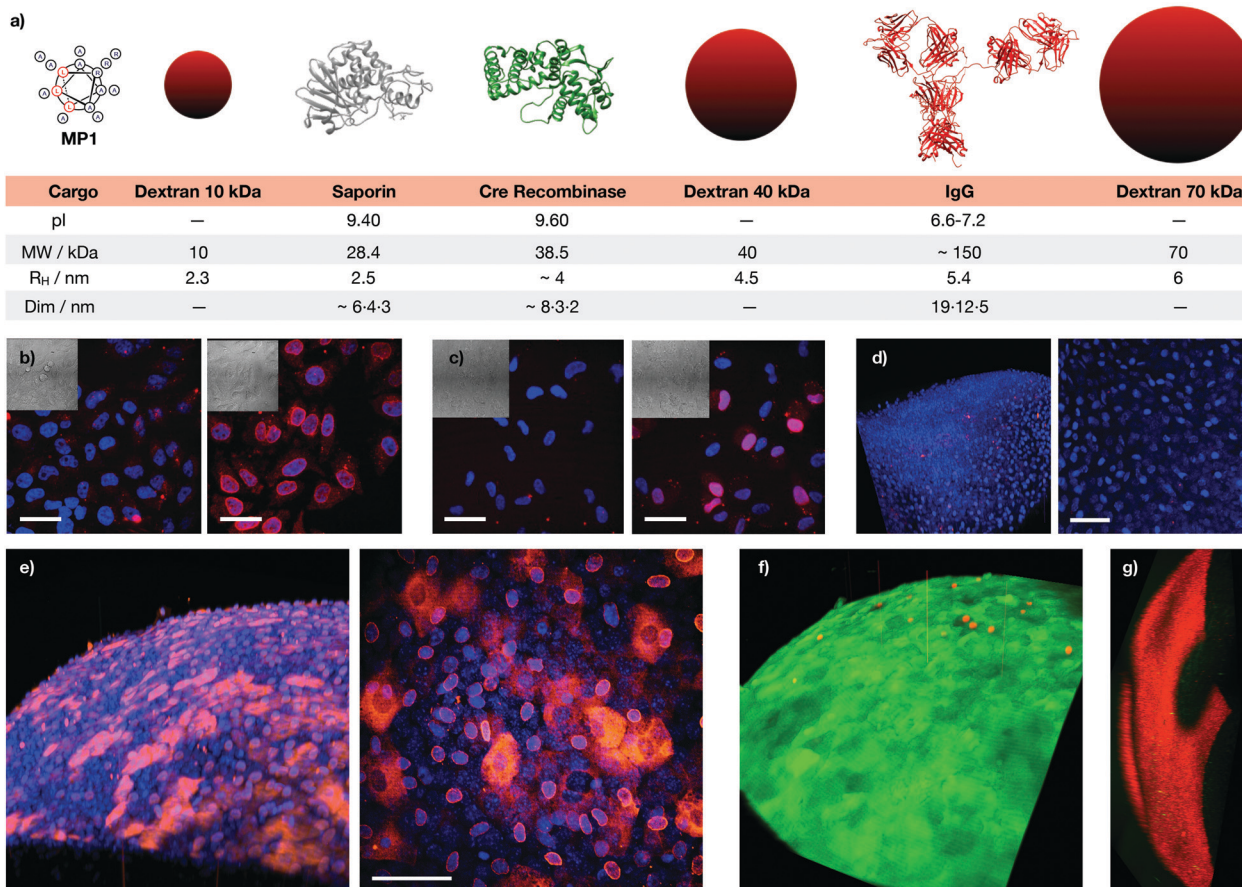 a)
A
A
A
A
R
R
L
R
A
L
A
A
L
A
A
A
MP1
Cargo Dextran 10 kDa Saporin Cre Recombinase Dextran 40 kDa IgG Dextran 70 kDa
pI — 9.40 9.60 — 6.6-7.2 —
MW / kDa 10 28.4 38.5 40 ~ 150 70
RH / nm 2.3 2.5 ~ 4 4.5 5.4 6
Dim / nm — ~ 6·4·3 ~ 8·3·2 — 19·12·5 —
b)
c)
d)
e)
f)
g)